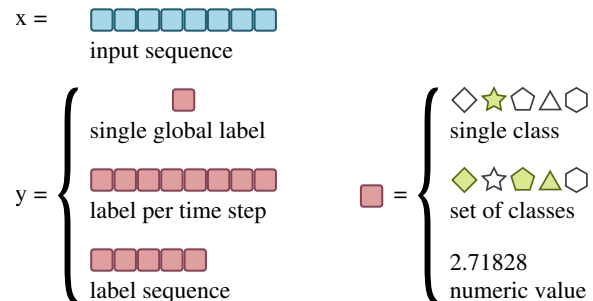 x =
input sequence
single global label
y =
label per time step
label sequence
=
single class
set of classes
2.71828
numeric value